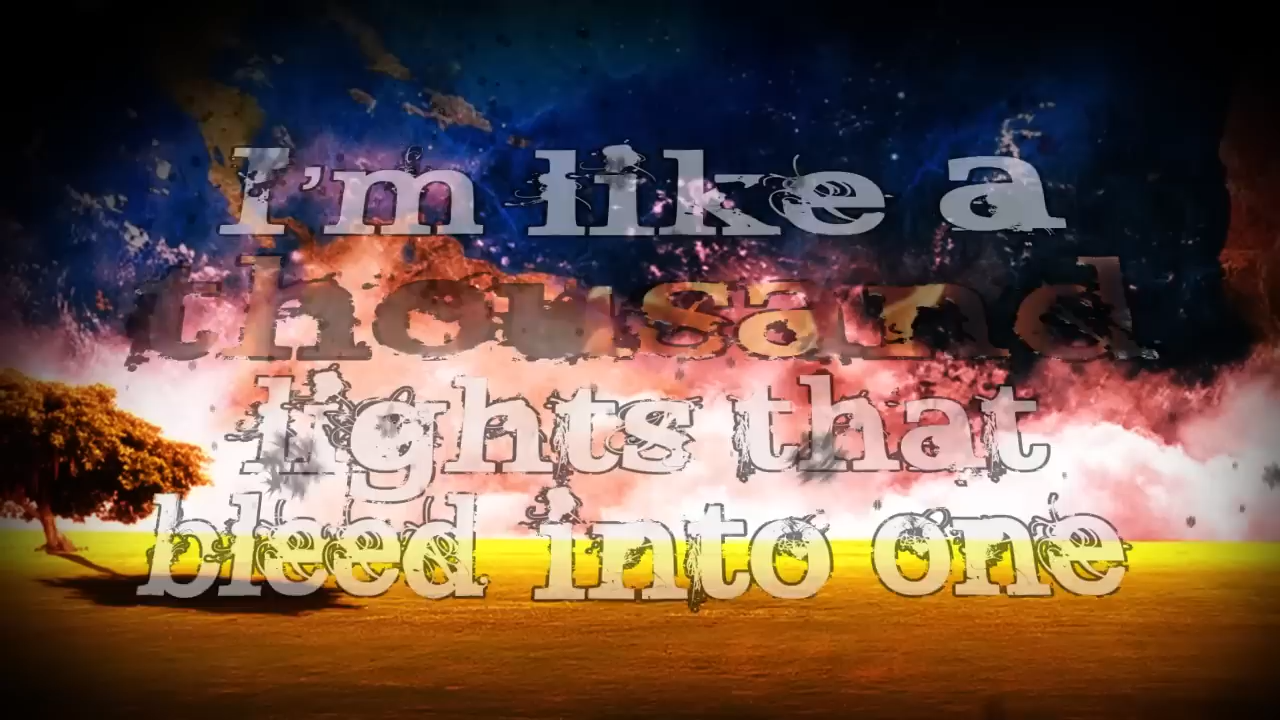 I'm like a
thousand
lights that
bleed into one